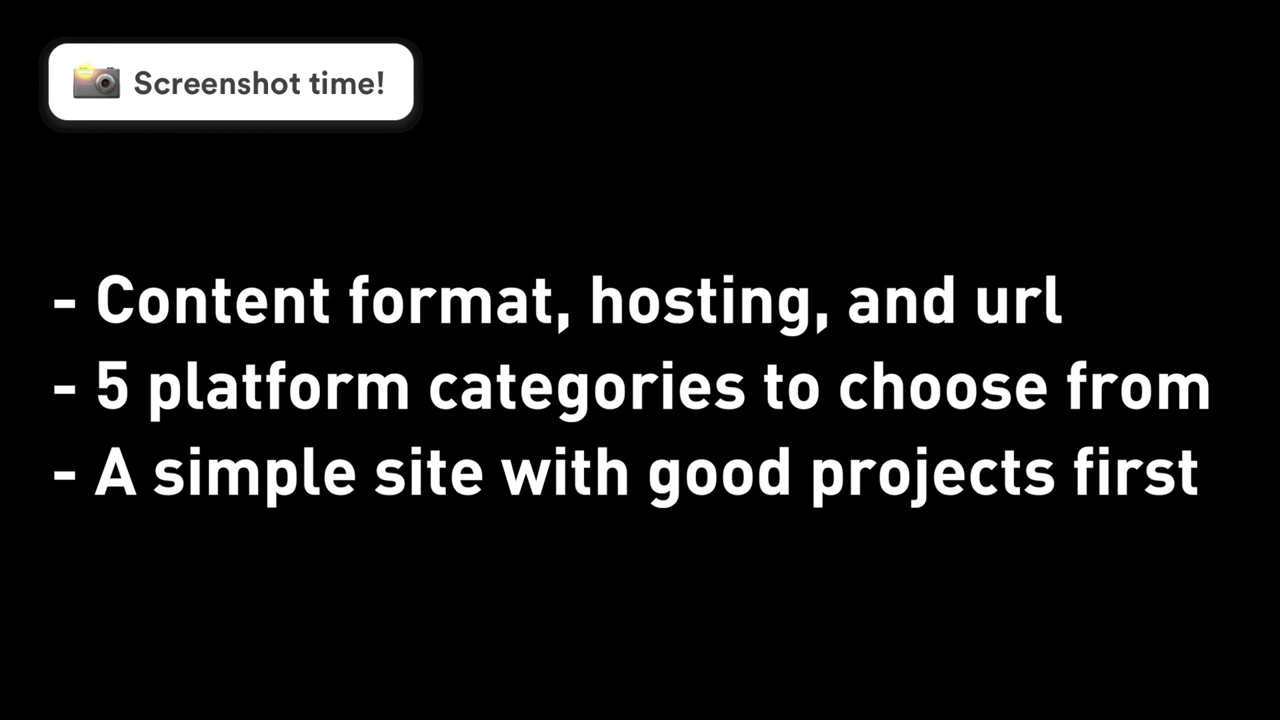 Screenshot time!
- Content format, hosting, and url
- 5 platform categories to choose from
- A simple site with good projects first